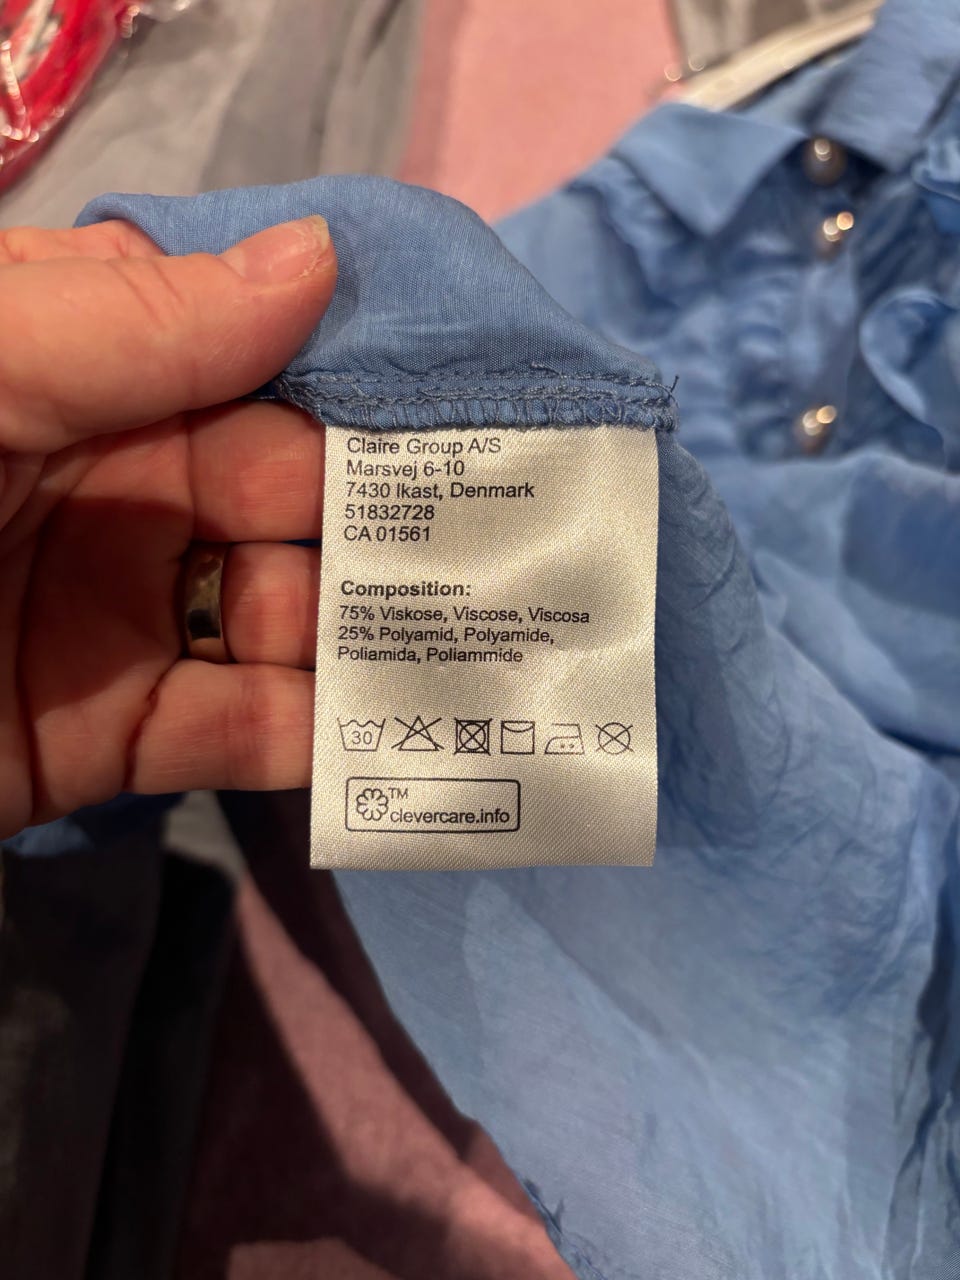 Claire Group A/S
Marsvej 6-10
7430 Ikast, Denmark
51832728
CA 01561
Composition:
75% Viskose, Viscose, Viscosa
25% Polyamid, Polyamide,
Poliamida, Poliammide
30
TM
clevercare.info